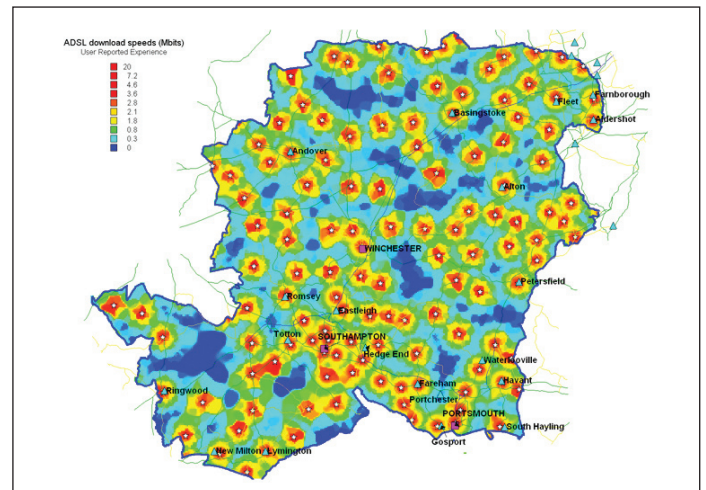 ADSL download speeds (Mbits)
User Reported Experience
20
7.2
4.6
3.6
2.8
2.1
1.8
0.8
0.3
0
Farnborough
Fleet
Aldershot
Basingstoke
Andover
Alton
WINCHESTER
Petersfield
Romsey
Eastleigh
Totton
SOUTHAMPTON
Hedge End
Waterlooville
Ringwood
Fareham
Havant
Portchester
PORTSMOUTH
South Hayling
Gosport
New Milton
Lymington